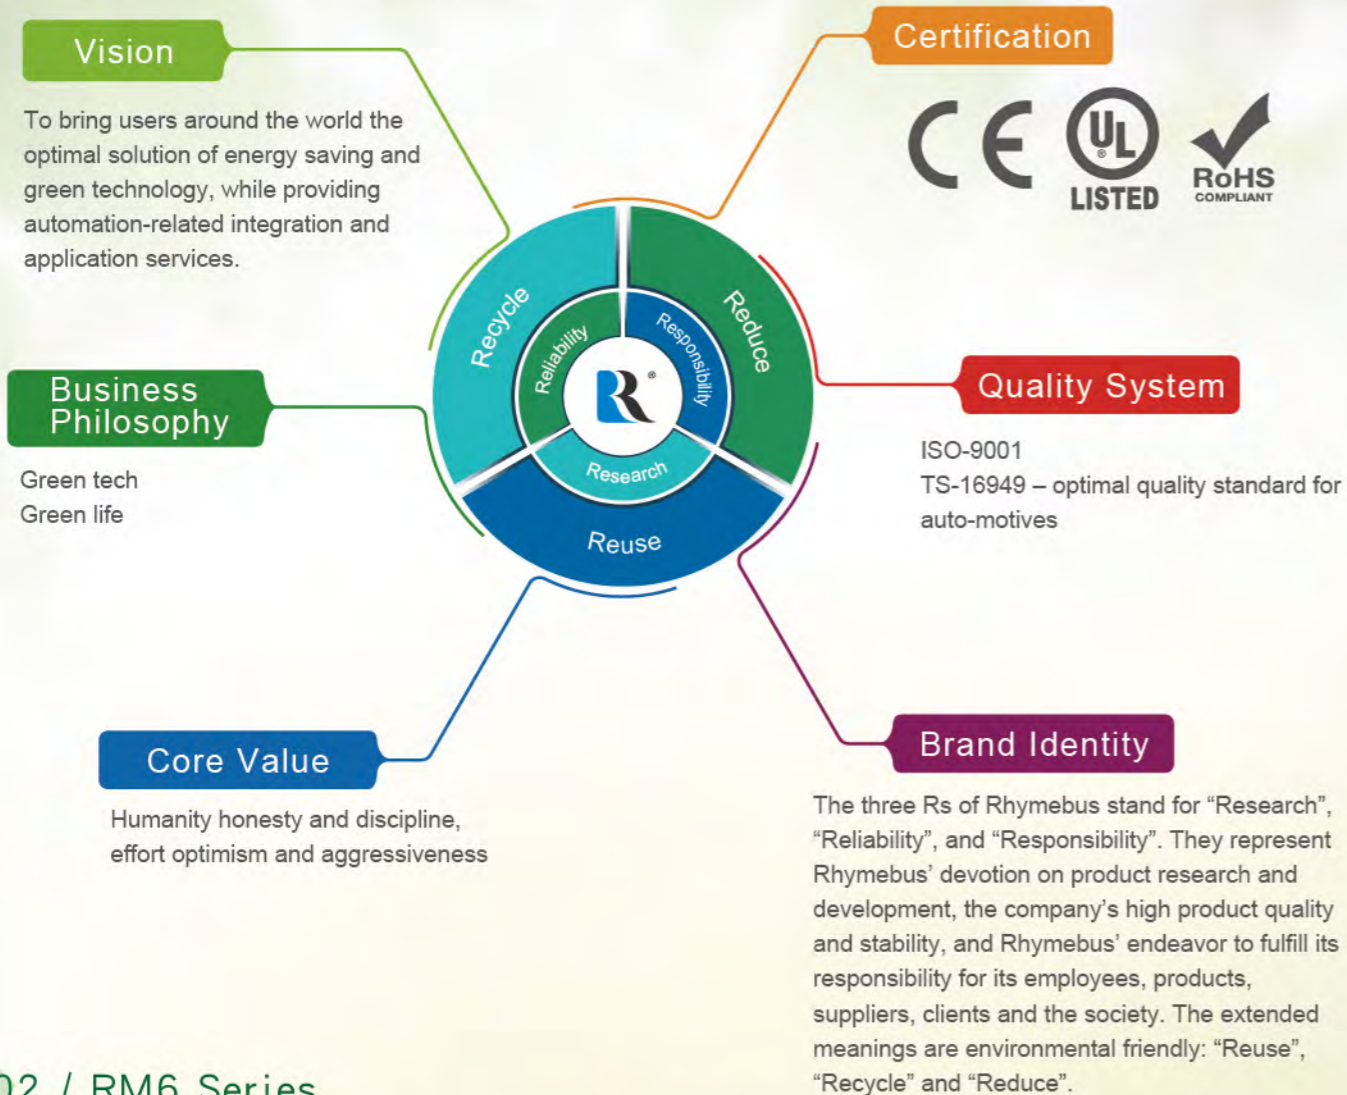 Vision
To bring users around the world the
optimal solution of energy saving and
green technology, while providing
automation-related integration and
application services.
Certification
CE
UL
®
LISTED
RoHS
COMPLIANT
Business
Philosophy
Green tech
Green life
Recycle
Reduce
Reuse
Reliability
Responsibility
Research
R®
Quality System
ISO-9001
TS-16949 – optimal quality standard for
auto-motives
Core Value
Humanity honesty and discipline,
effort optimism and aggressiveness
Brand Identity
The three Rs of Rhymebus stand for “Research”,
“Reliability”, and “Responsibility”. They represent
Rhymebus’ devotion on product research and
development, the company’s high product quality
and stability, and Rhymebus’ endeavor to fulfill its
responsibility for its employees, products,
suppliers, clients and the society. The extended
meanings are environmental friendly: “Reuse”,
“Recycle” and “Reduce”.
02 / RM6 Series